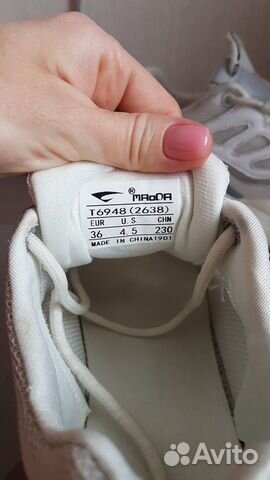 ® MAODA
T6948(2638)
EUR U.S. CHN
36 4.5 230
MADE IN CHINA1901
Avito